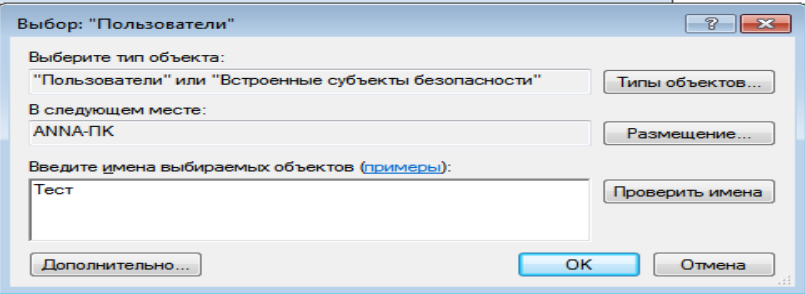 Выбор: "Пользователи"
Выберите тип объекта:
"Пользователи" или "Встроенные субъекты безопасности"
Типы объектов...
В следующем месте:
ANNA-ПК
Размещение...
Введите имена выбираемых объектов (примеры):
Тест
Проверить имена
Дополнительно...
ОК
Отмена